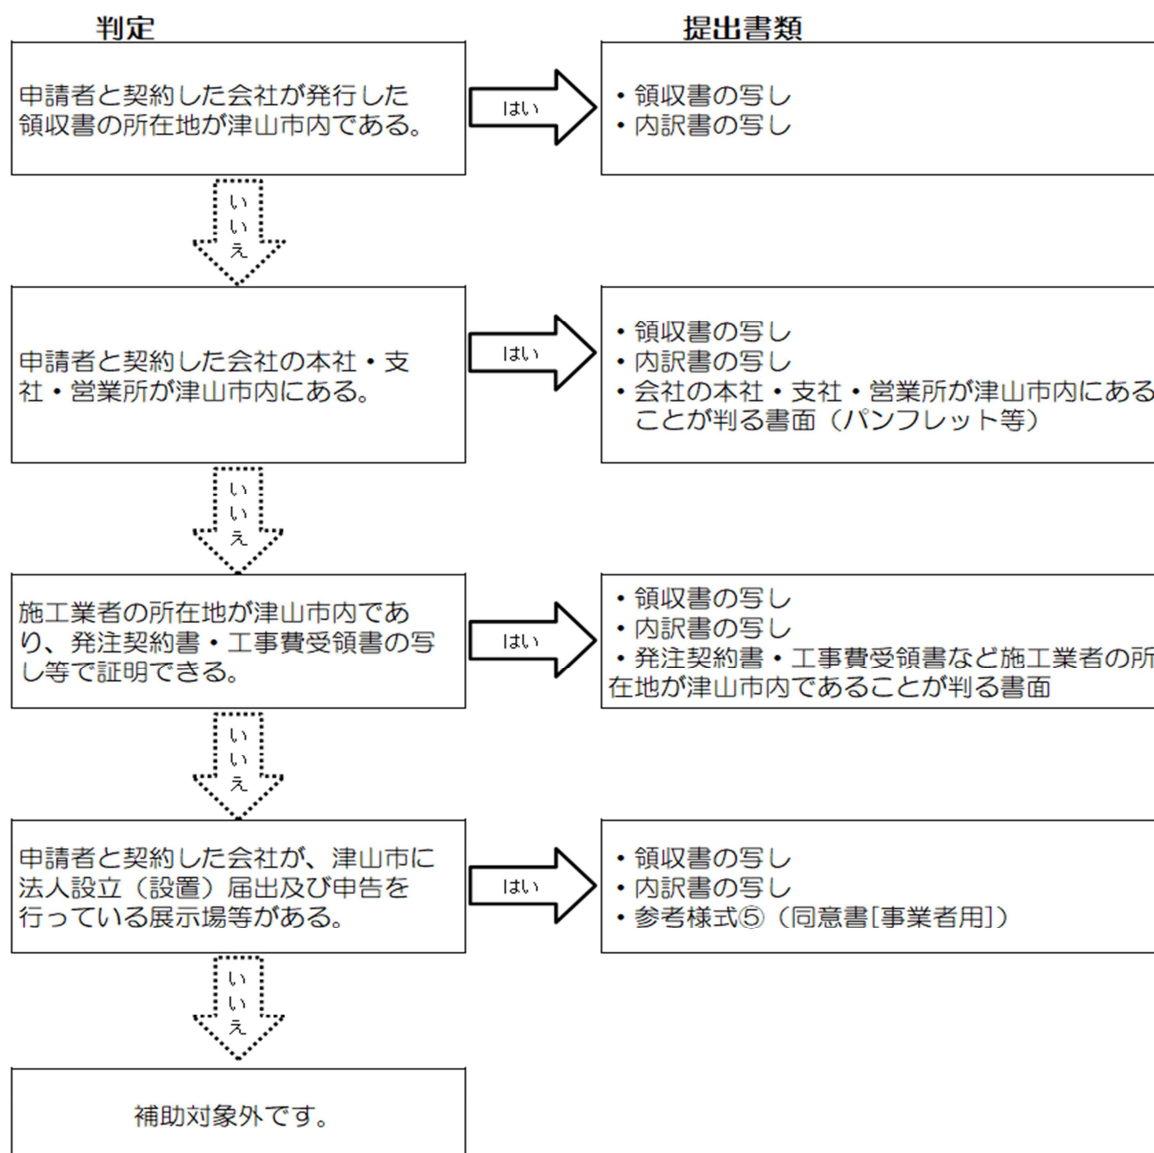 判定
提出書類
申請者と契約した会社が発行した
領収書の所在地が津山市内である。
はい
・領収書の写し
・内訳書の写し
いいえ
申請者と契約した会社の本社・支
社・営業所が津山市内にある。
はい
・領収書の写し
・内訳書の写し
・会社の本社・支社・営業所が津山市内にある
ことが判る書面（パンフレット等）
いいえ
施工業者の所在地が津山市内であ
り、発注契約書・工事費受領書の写
し等で証明できる。
はい
・領収書の写し
・内訳書の写し
・発注契約書・工事費受領書など施工業者の所
在地が津山市内であることが判る書面
いいえ
申請者と契約した会社が、津山市に
法人設立（設置）届出及び申告を
行っている展示場等がある。
はい
・領収書の写し
・内訳書の写し
・参考様式⑤（同意書[事業者用]）
いいえ
補助対象外です。